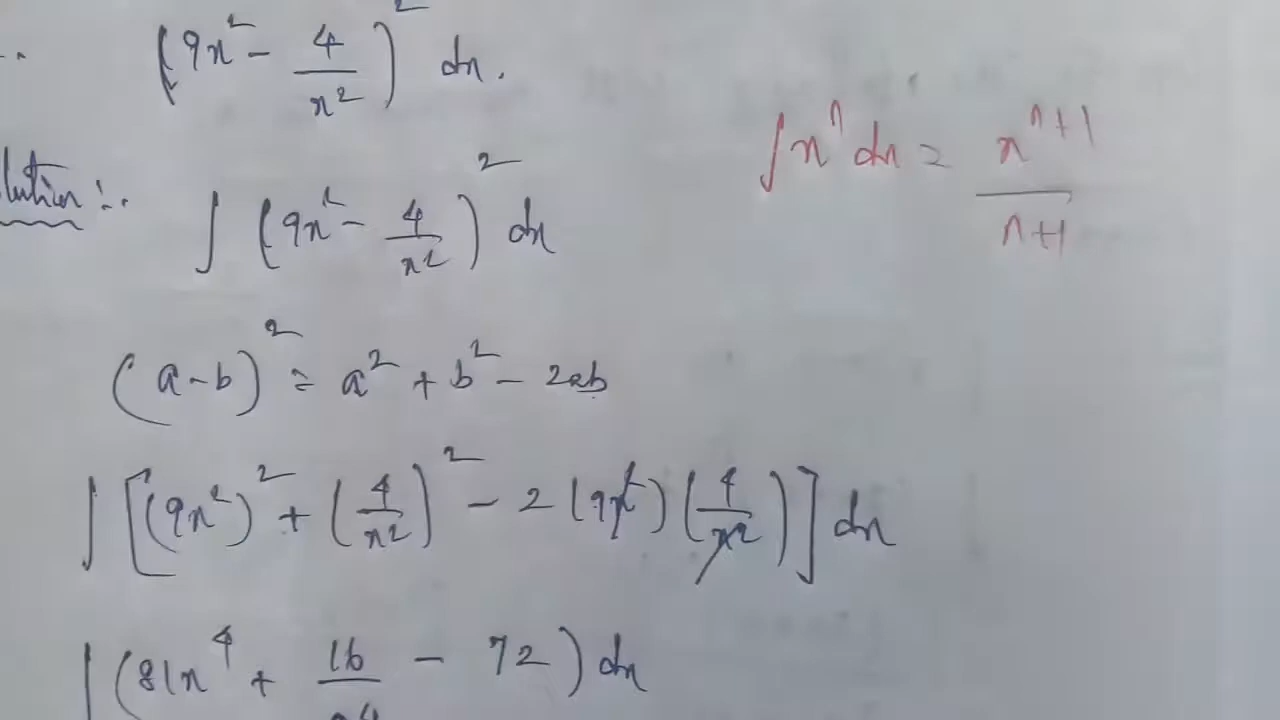 (9x² - 4/x²)² dx.
∫xⁿ dx = xⁿ⁺¹/n+1
lution :-
∫ (9x² - 4/x²)² dx
(a-b)² = a² + b² - 2ab
∫ [(9x²)² + (4/x²)² - 2(9x²)(4/x²)] dx
∫ (81x⁴ + 16/x⁴ - 72) dx